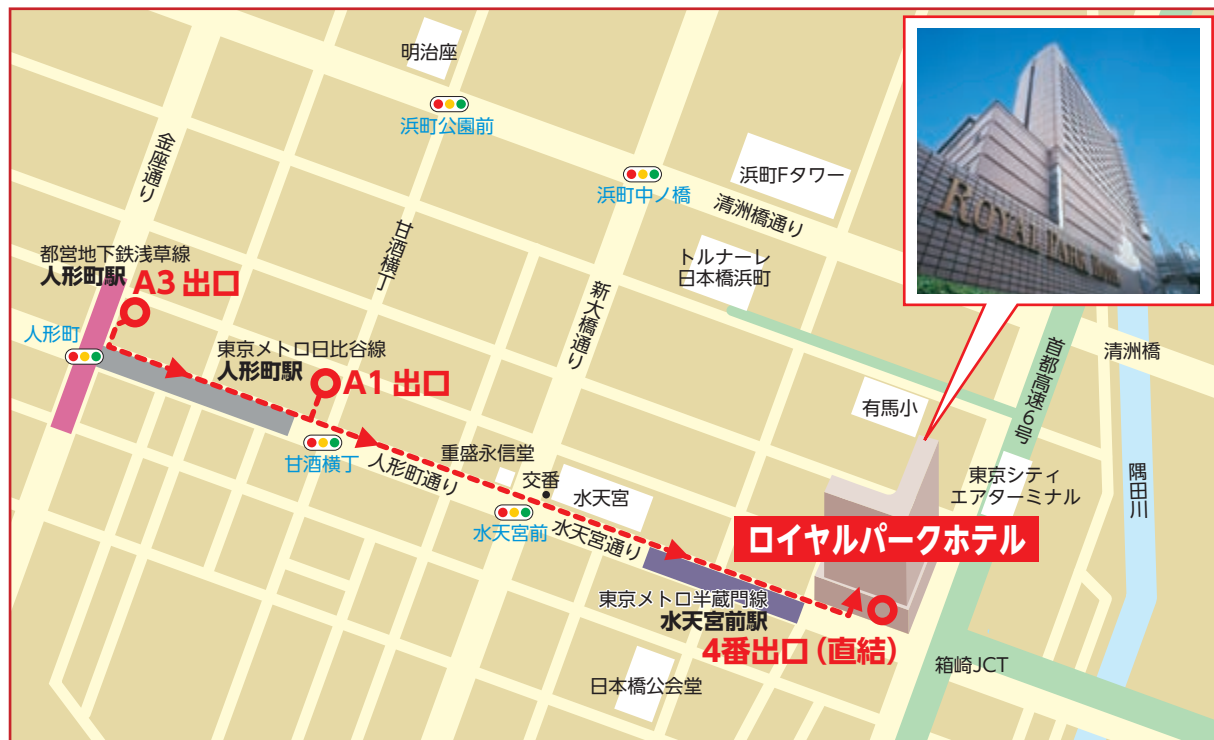 明治座
浜町公園前
金座通り
浜町Fタワー
浜町中ノ橋
清洲橋通り
ROYAL PARK HOTEL
甘酒横丁
都営地下鉄浅草線
人形町駅
A3 出口
トルナーレ
日本橋浜町
新大橋通り
人形町
東京メトロ日比谷線
人形町駅
A1 出口
首都高速6号
清洲橋
有馬小
甘酒横丁
人形町通り
重盛永信堂
交番
水天宮
水天宮前
水天宮通り
東京シティ
エアターミナル
隅田川
ロイヤルパークホテル
東京メトロ半蔵門線
水天宮前駅
4番出口（直結）
箱崎JCT
日本橋公会堂